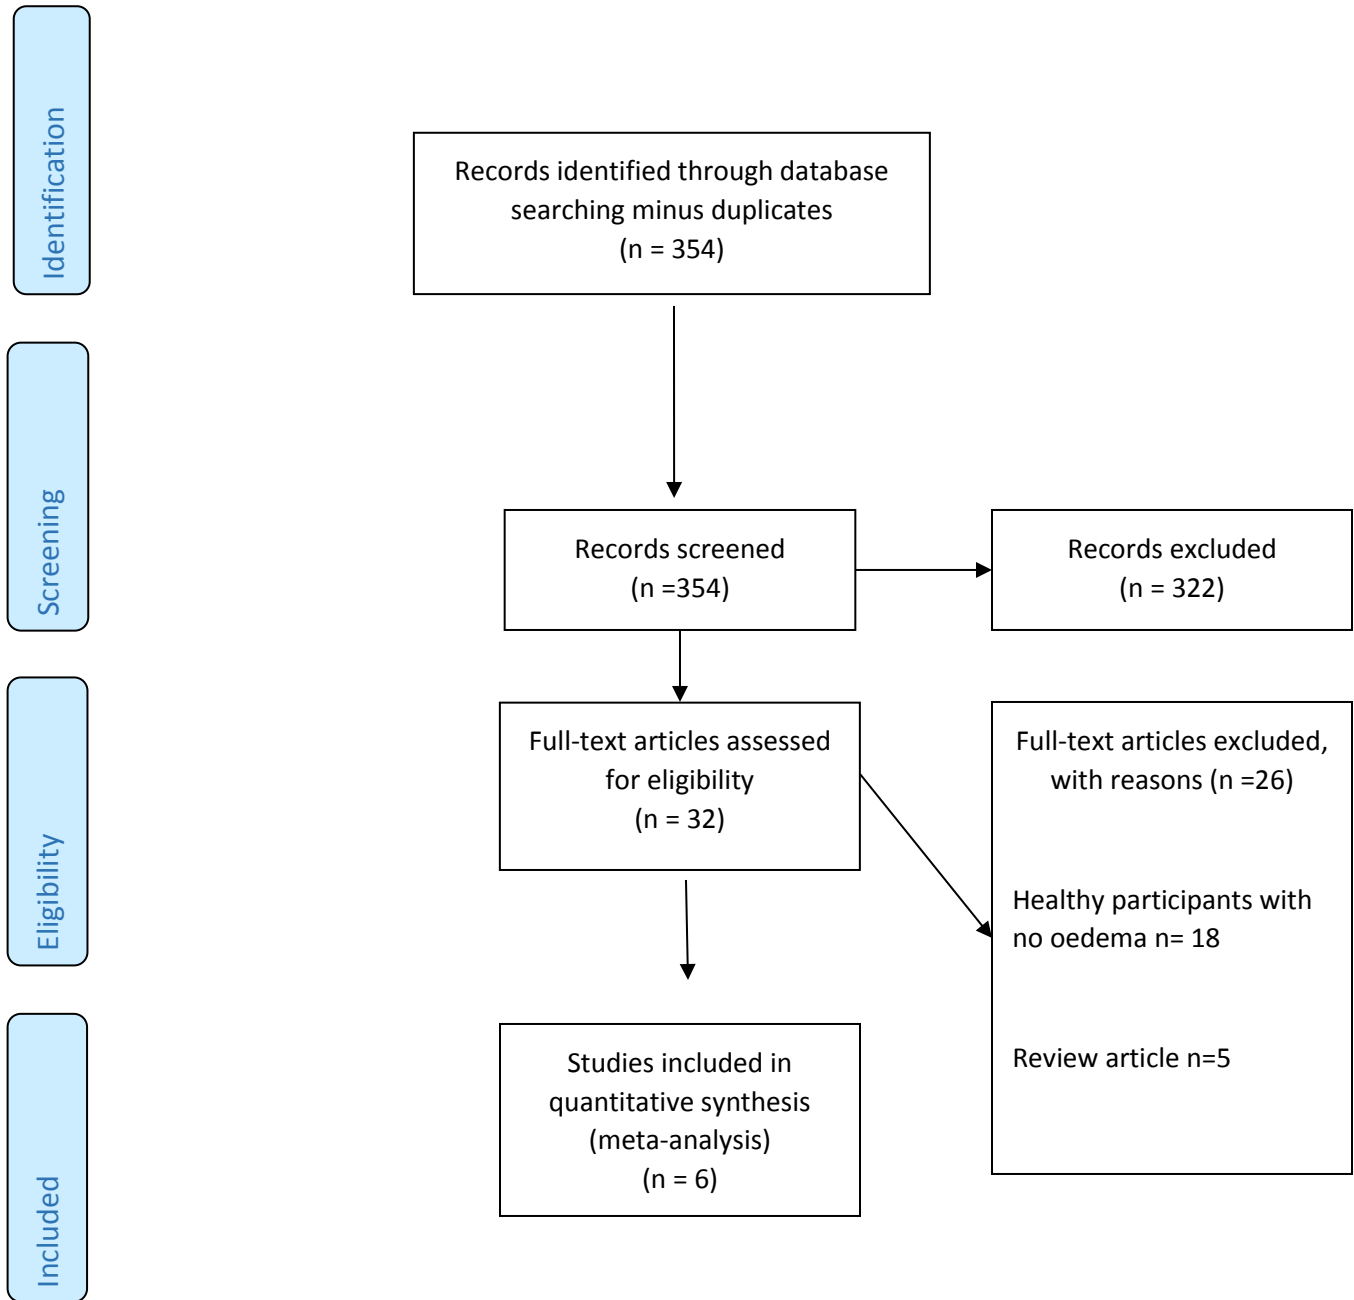 Identification
Records identified through database
searching minus duplicates
(n = 354)
Screening
Records screened
(n =354)
Records excluded
(n = 322)
Eligibility
Full-text articles assessed
for eligibility
(n = 32)
Full-text articles excluded,
with reasons (n =26)
Healthy participants with
no oedema n= 18
Review article n=5
Included
Studies included in
quantitative synthesis
(meta-analysis)
(n = 6)